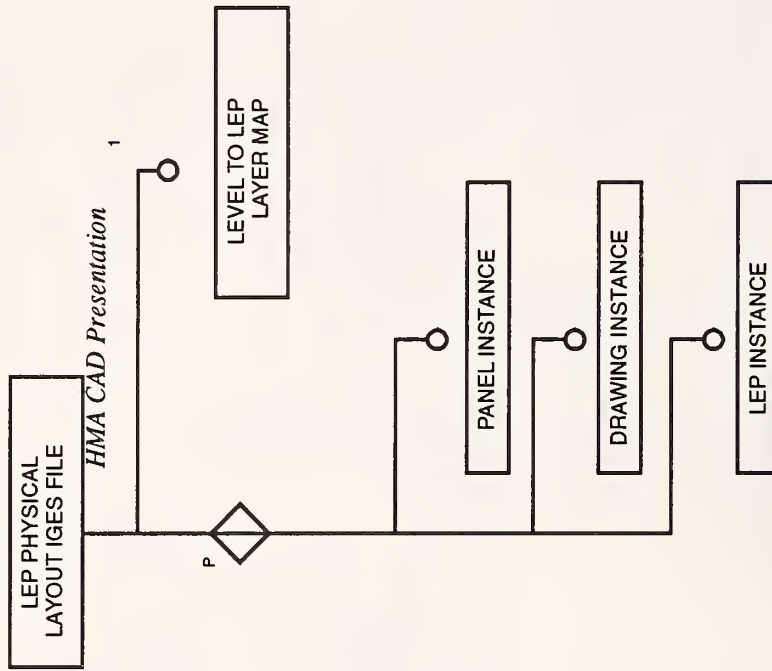 LEP PHYSICAL
LAYOUT IGES FILE
HMA CAD Presentation
1
LEVEL TO LEP
LAYER MAP
P
PANEL INSTANCE
DRAWING INSTANCE
LEP INSTANCE